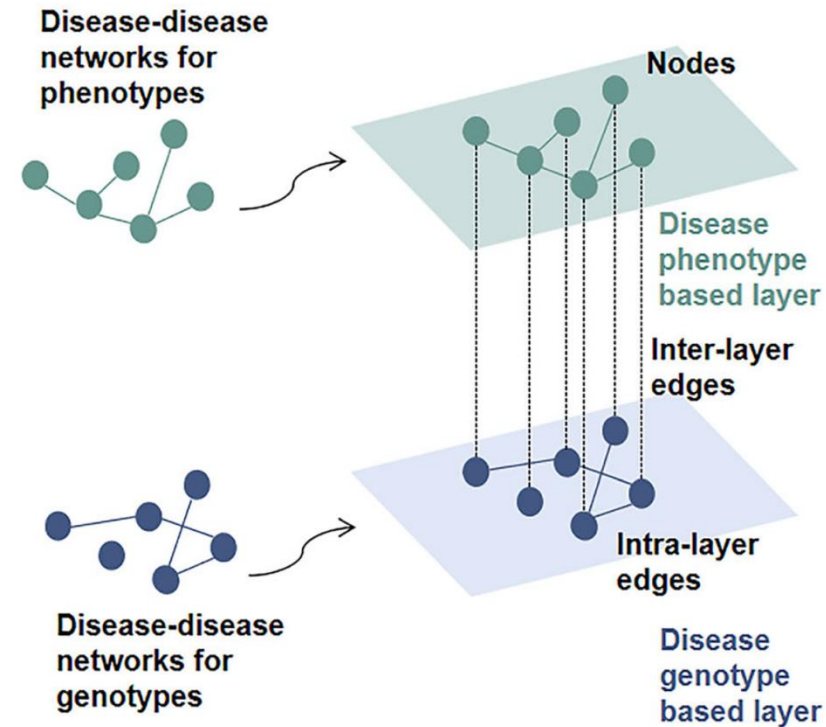 Disease-disease
networks for
phenotypes
Nodes
Disease
phenotype
based layer
Inter-layer
edges
Intra-layer
edges
Disease-disease
networks for
genotypes
Disease
genotype
based layer